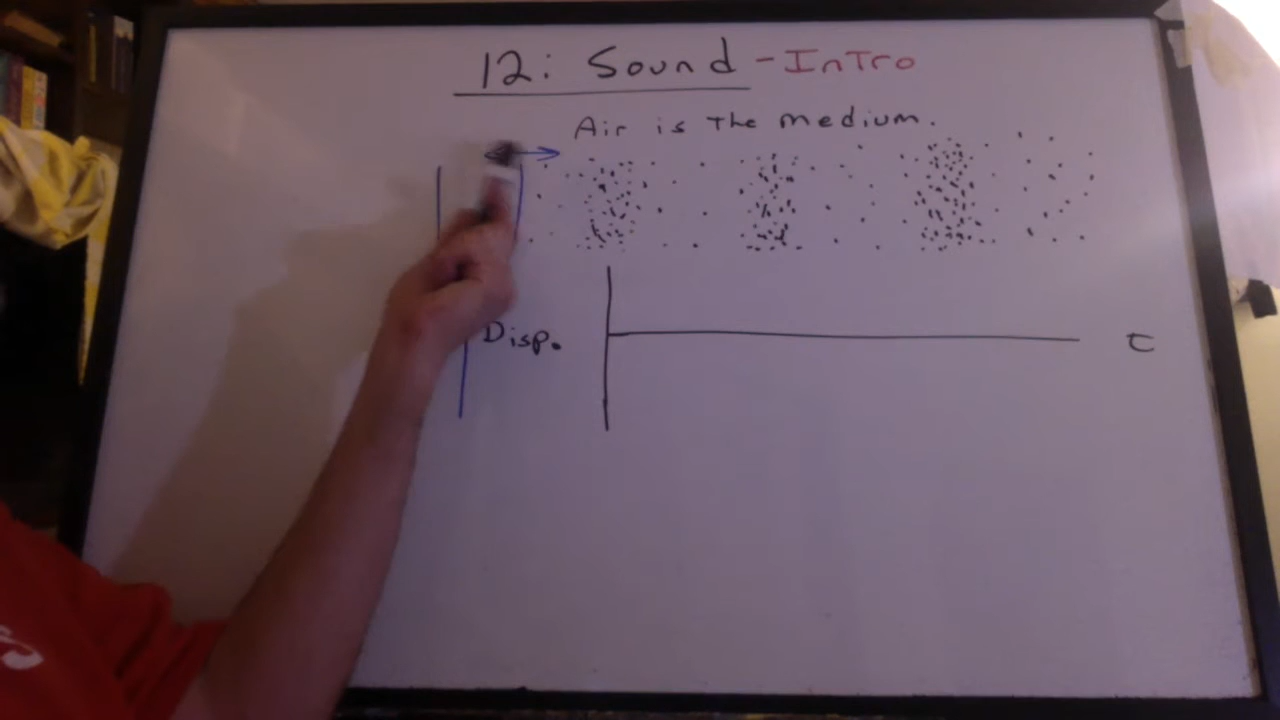 12: Sound - Intro
Air is the medium.
Disp.
t